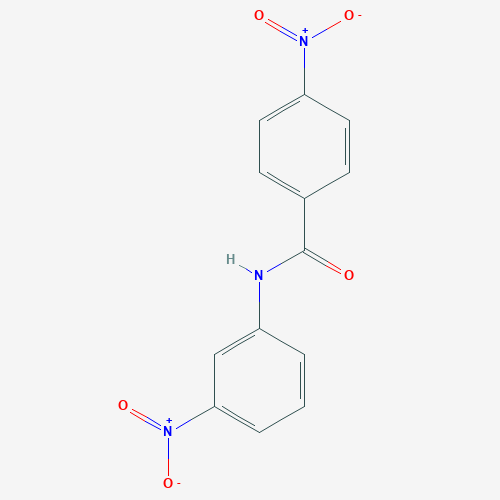 O N+ O-
H N O
O N+ O-